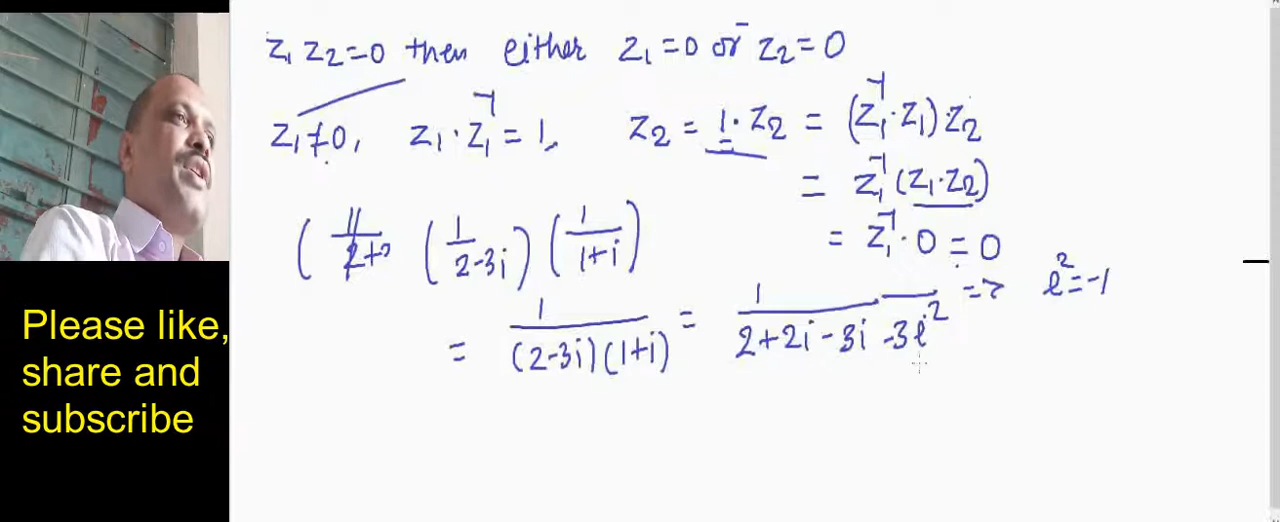 z₁ z₂=0 then either z₁=0 or z₂=0
z₁≠0, z₁·z₁⁻¹ = 1, z₂ = 1·z₂ = (z₁⁻¹·z₁)·z₂
= z₁⁻¹(z₁·z₂)
(1/(2-3i)) (1/(1+i))
= z₁⁻¹·0 = 0
= 1/((2-3i)(1+i)) = 1/(2+2i-3i-3i²) => i²=-1
Please like,
share and
subscribe